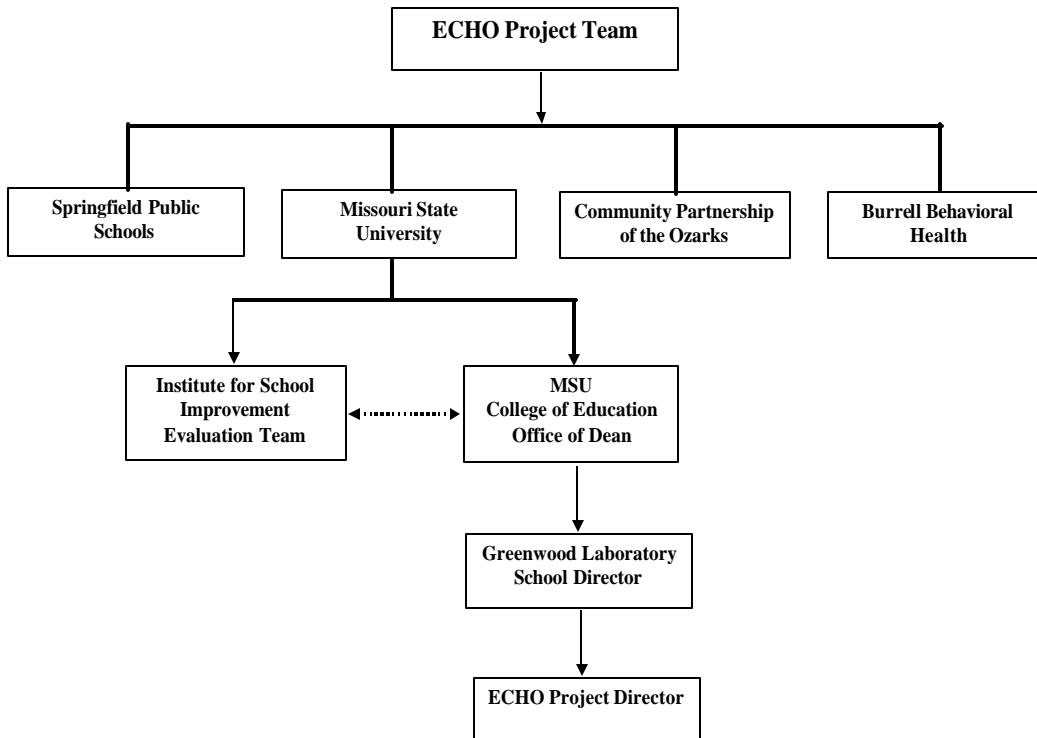 ECHO Project Team
Springfield Public
Schools
Missouri State
University
Community Partnership
of the Ozarks
Burrell Behavioral
Health
Institute for School
Improvement
Evaluation Team
MSU
College of Education
Office of Dean
Greenwood Laboratory
School Director
ECHO Project Director